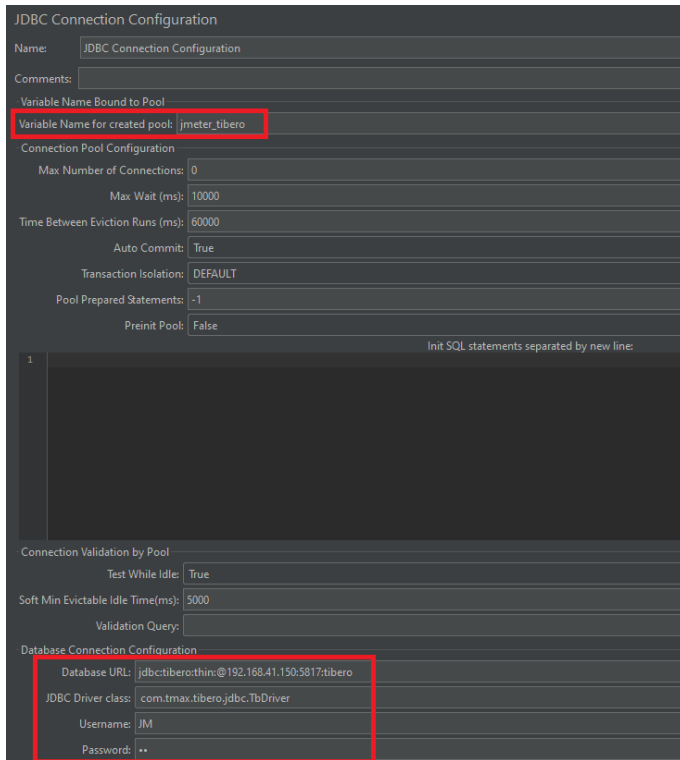 JDBC Connection Configuration
Name: JDBC Connection Configuration
Comments:
Variable Name Bound to Pool
Variable Name for created pool: jmeter_tibero
Connection Pool Configuration
Max Number of Connections: 0
Max Wait (ms): 10000
Time Between Eviction Runs (ms): 60000
Auto Commit: True
Transaction Isolation: DEFAULT
Pool Prepared Statements: -1
Preinit Pool: False
Init SQL statements separated by new line:
1
Connection Validation by Pool
Test While Idle: True
Soft Min Evictable Idle Time(ms): 5000
Validation Query:
Database Connection Configuration
Database URL: jdbc:tibero:thin:@192.168.41.150:5817:tibero
JDBC Driver class: com.tmax.tibero.jdbc.TbDriver
Username: JM
Password: ••